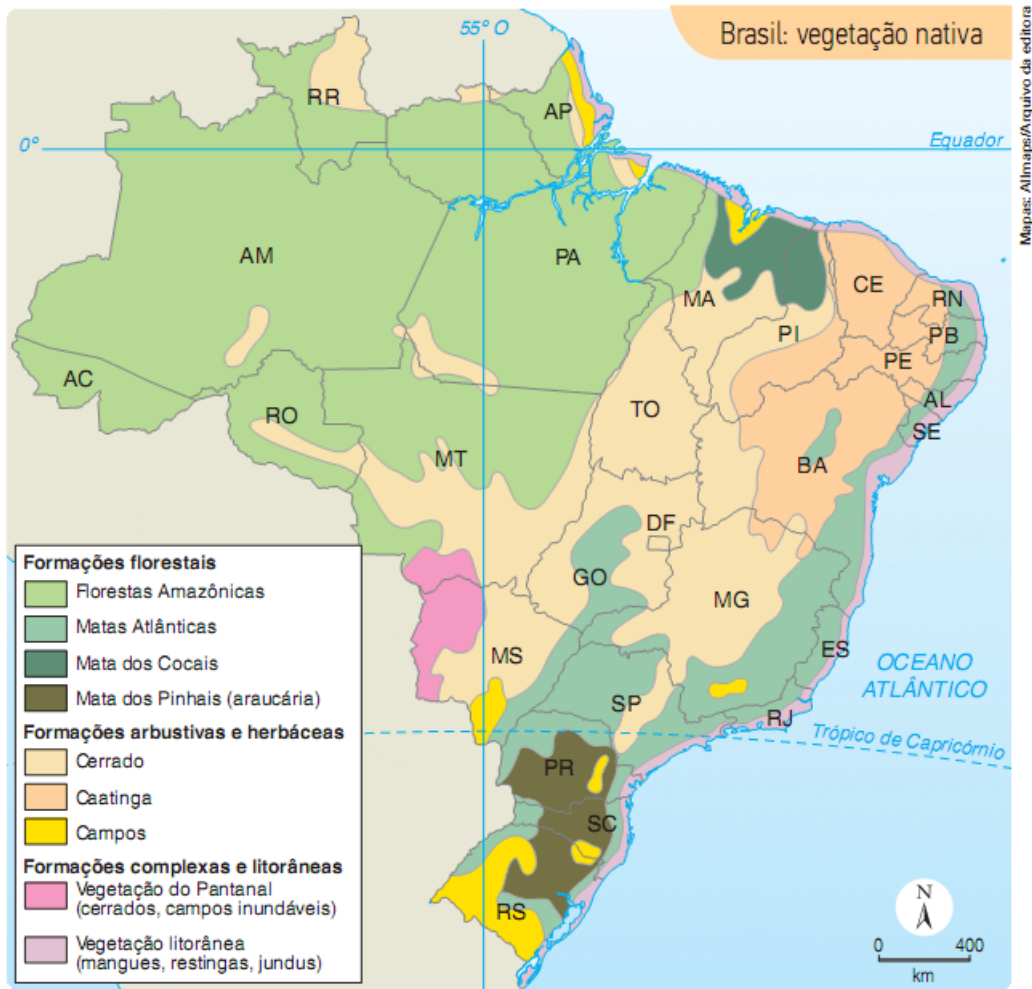 Brasil: vegetação nativa
Mapas: Allmaps/Arquivo da editora
55º O
0º
Equador
RR
AP
AM
PA
MA
CE
RN
PB
PI
PE
AC
AL
SE
TO
RO
MT
BA
DF
GO
MG
MS
ES
OCEANO
ATLÂNTICO
SP
RJ
Trópico de Capricórnio
PR
SC
RS
Formações florestais
Florestas Amazônicas
Matas Atlânticas
Mata dos Cocais
Mata dos Pinhais (araucária)
Formações arbustivas e herbáceas
Cerrado
Caatinga
Campos
Formações complexas e litorâneas
Vegetação do Pantanal
(cerrados, campos inundáveis)
Vegetação litorânea
(mangues, restingas, jundus)
N
0 400
km